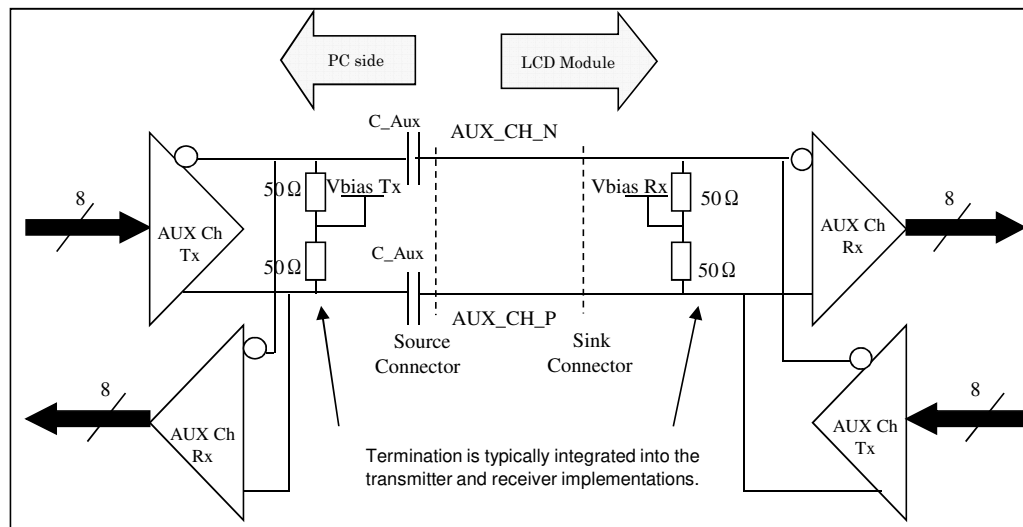 PC side
LCD Module
C_Aux
AUX_CH_N
50Ω
Vbias Tx
Vbias Rx
50Ω
8
AUX Ch
Tx
8
AUX Ch
Rx
C_Aux
50Ω
50Ω
AUX_CH_P
Source
Connector
Sink
Connector
8
AUX Ch
Rx
8
AUX Ch
Tx
Termination is typically integrated into the
transmitter and receiver implementations.